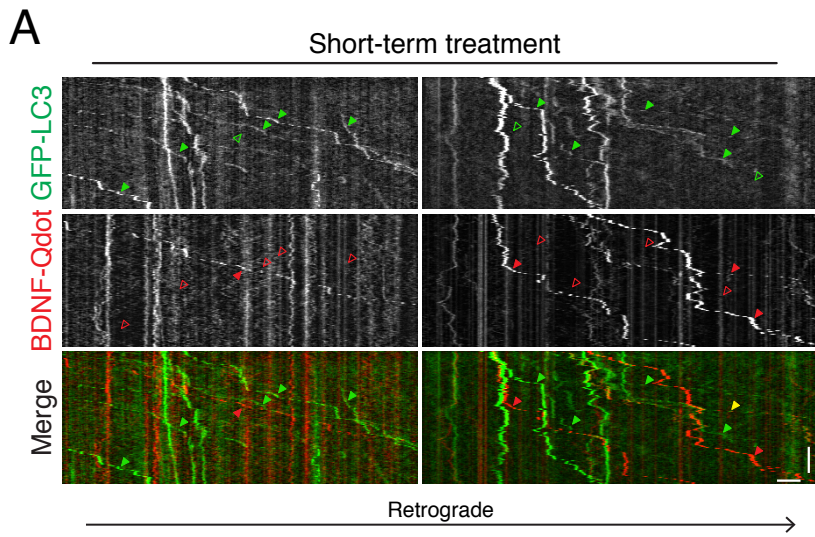 A
Short-term treatment
GFP-LC3
BDNF-Qdot
Merge
Retrograde